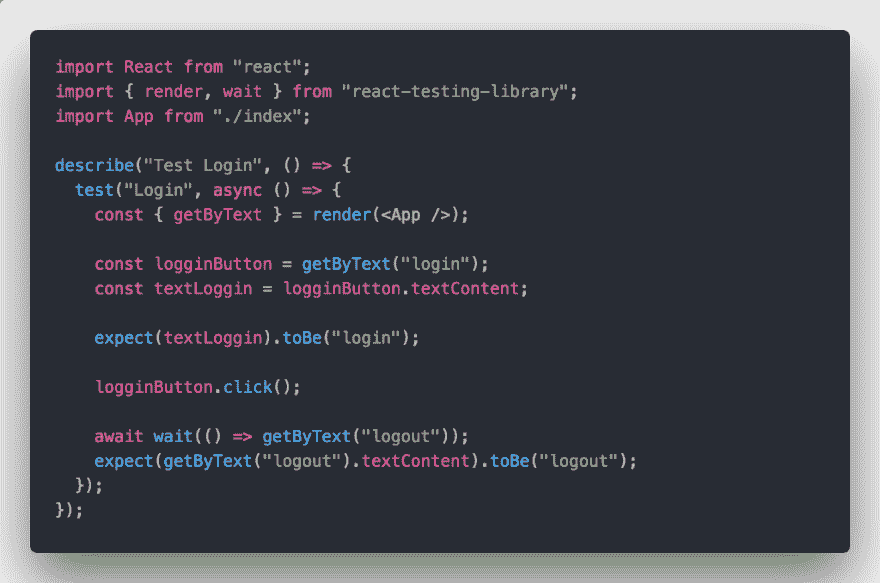 import React from "react";
import { render, wait } from "react-testing-library";
import App from "./index";

describe("Test Login", () => {
  test("Login", async () => {
    const { getByText } = render(<App />);

    const logginButton = getByText("login");
    const textLoggin = logginButton.textContent;

    expect(textLoggin).toBe("login");

    logginButton.click();

    await wait(() => getByText("logout"));
    expect(getByText("logout").textContent).toBe("logout");
  });
});